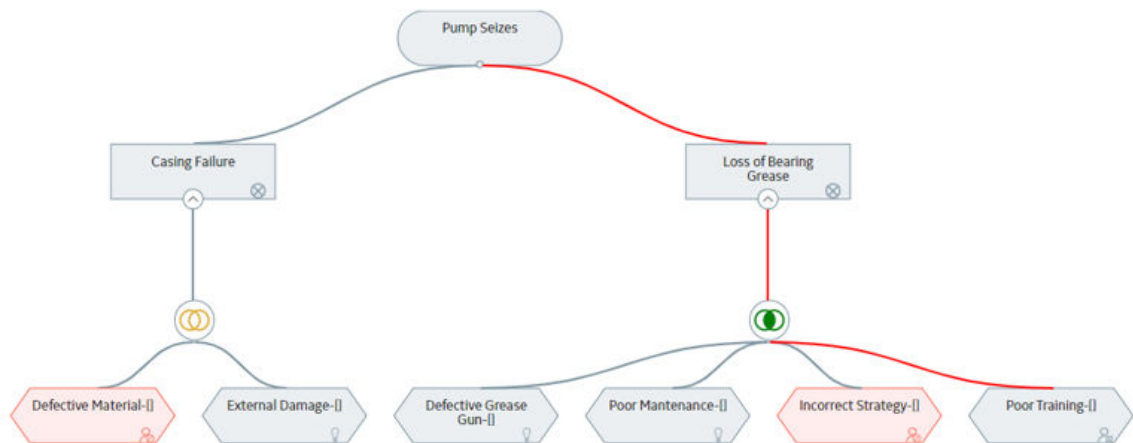 Pump Seizes
Casing Failure
Loss of Bearing
Grease
Defective Material-[]
External Damage-[]
Defective Grease
Gun-[]
Poor Mantenance-[]
Incorrect Strategy-[]
Poor Training-[]